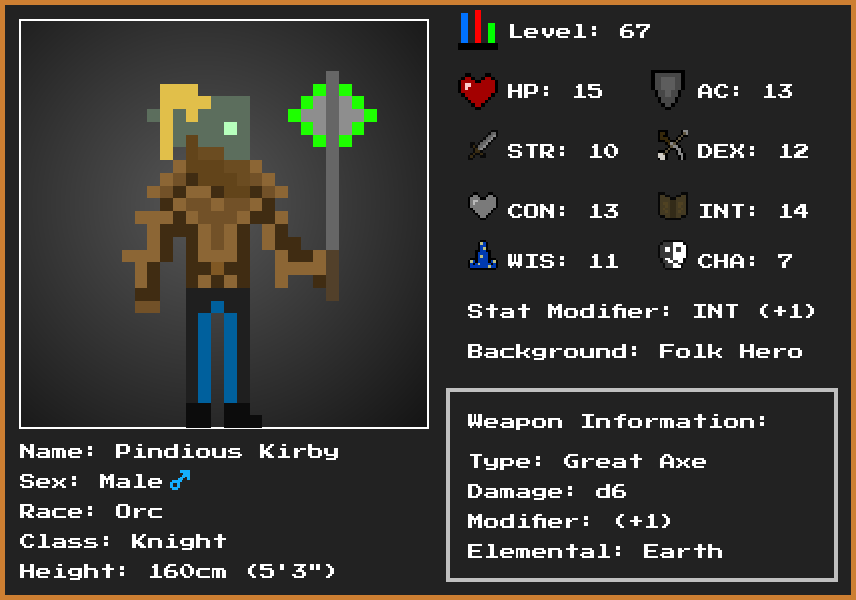 Level: 67
HP: 15 AC: 13
STR: 10 DEX: 12
CON: 13 INT: 14
WIS: 11 CHA: 7
Stat Modifier: INT (+1)
Background: Folk Hero
Name: Pindious Kirby
Sex: Male♂
Race: Orc
Class: Knight
Height: 160cm (5'3")
Weapon Information:
Type: Great Axe
Damage: d6
Modifier: (+1)
Elemental: Earth